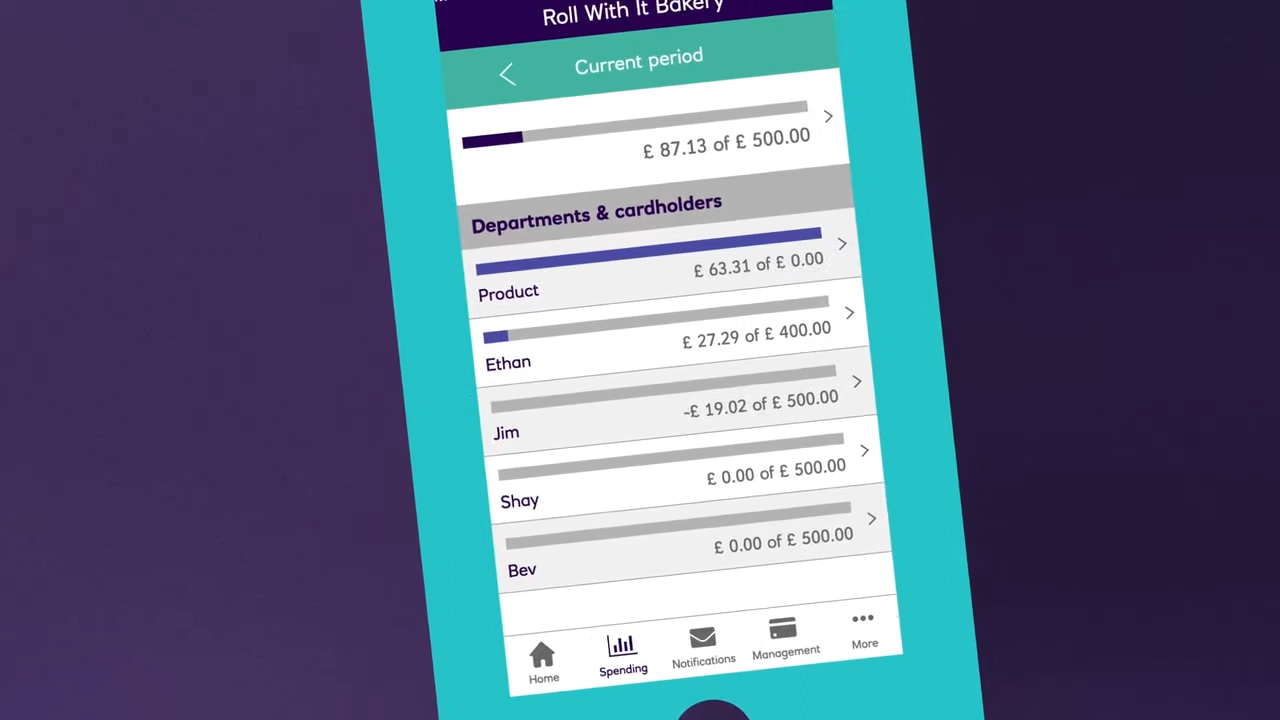 Roll With It Bakery
Current period
£ 87.13 of £ 500.00
Departments & cardholders
£ 63.31 of £ 0.00
Product
£ 27.29 of £ 400.00
Ethan
-£ 19.02 of £ 500.00
Jim
£ 0.00 of £ 500.00
Shay
£ 0.00 of £ 500.00
Bev
Home
Spending
Notifications
Management
More